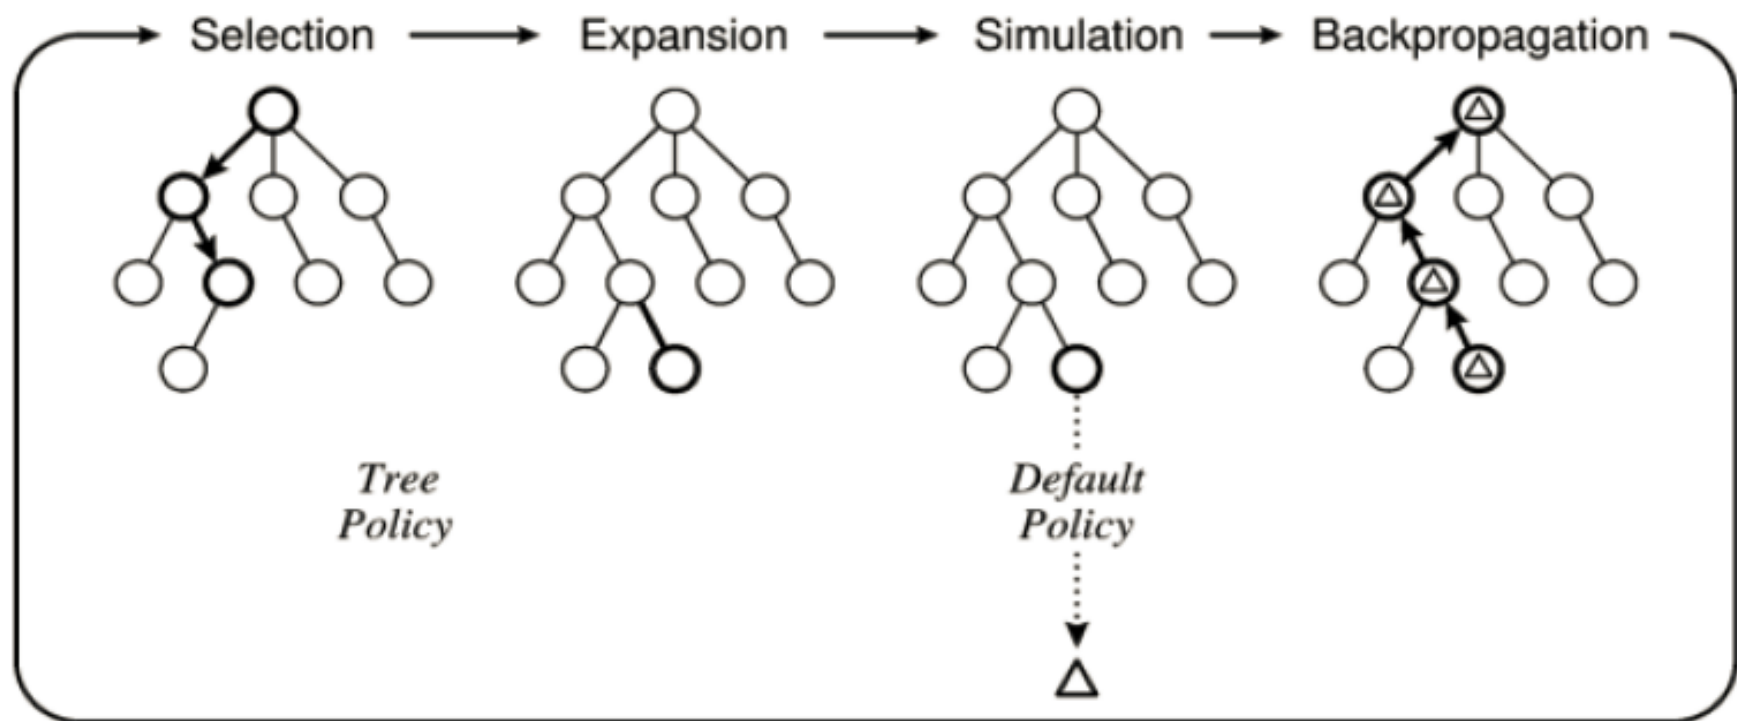 Selection Expansion Simulation Backpropagation
Tree
Policy
Default
Policy